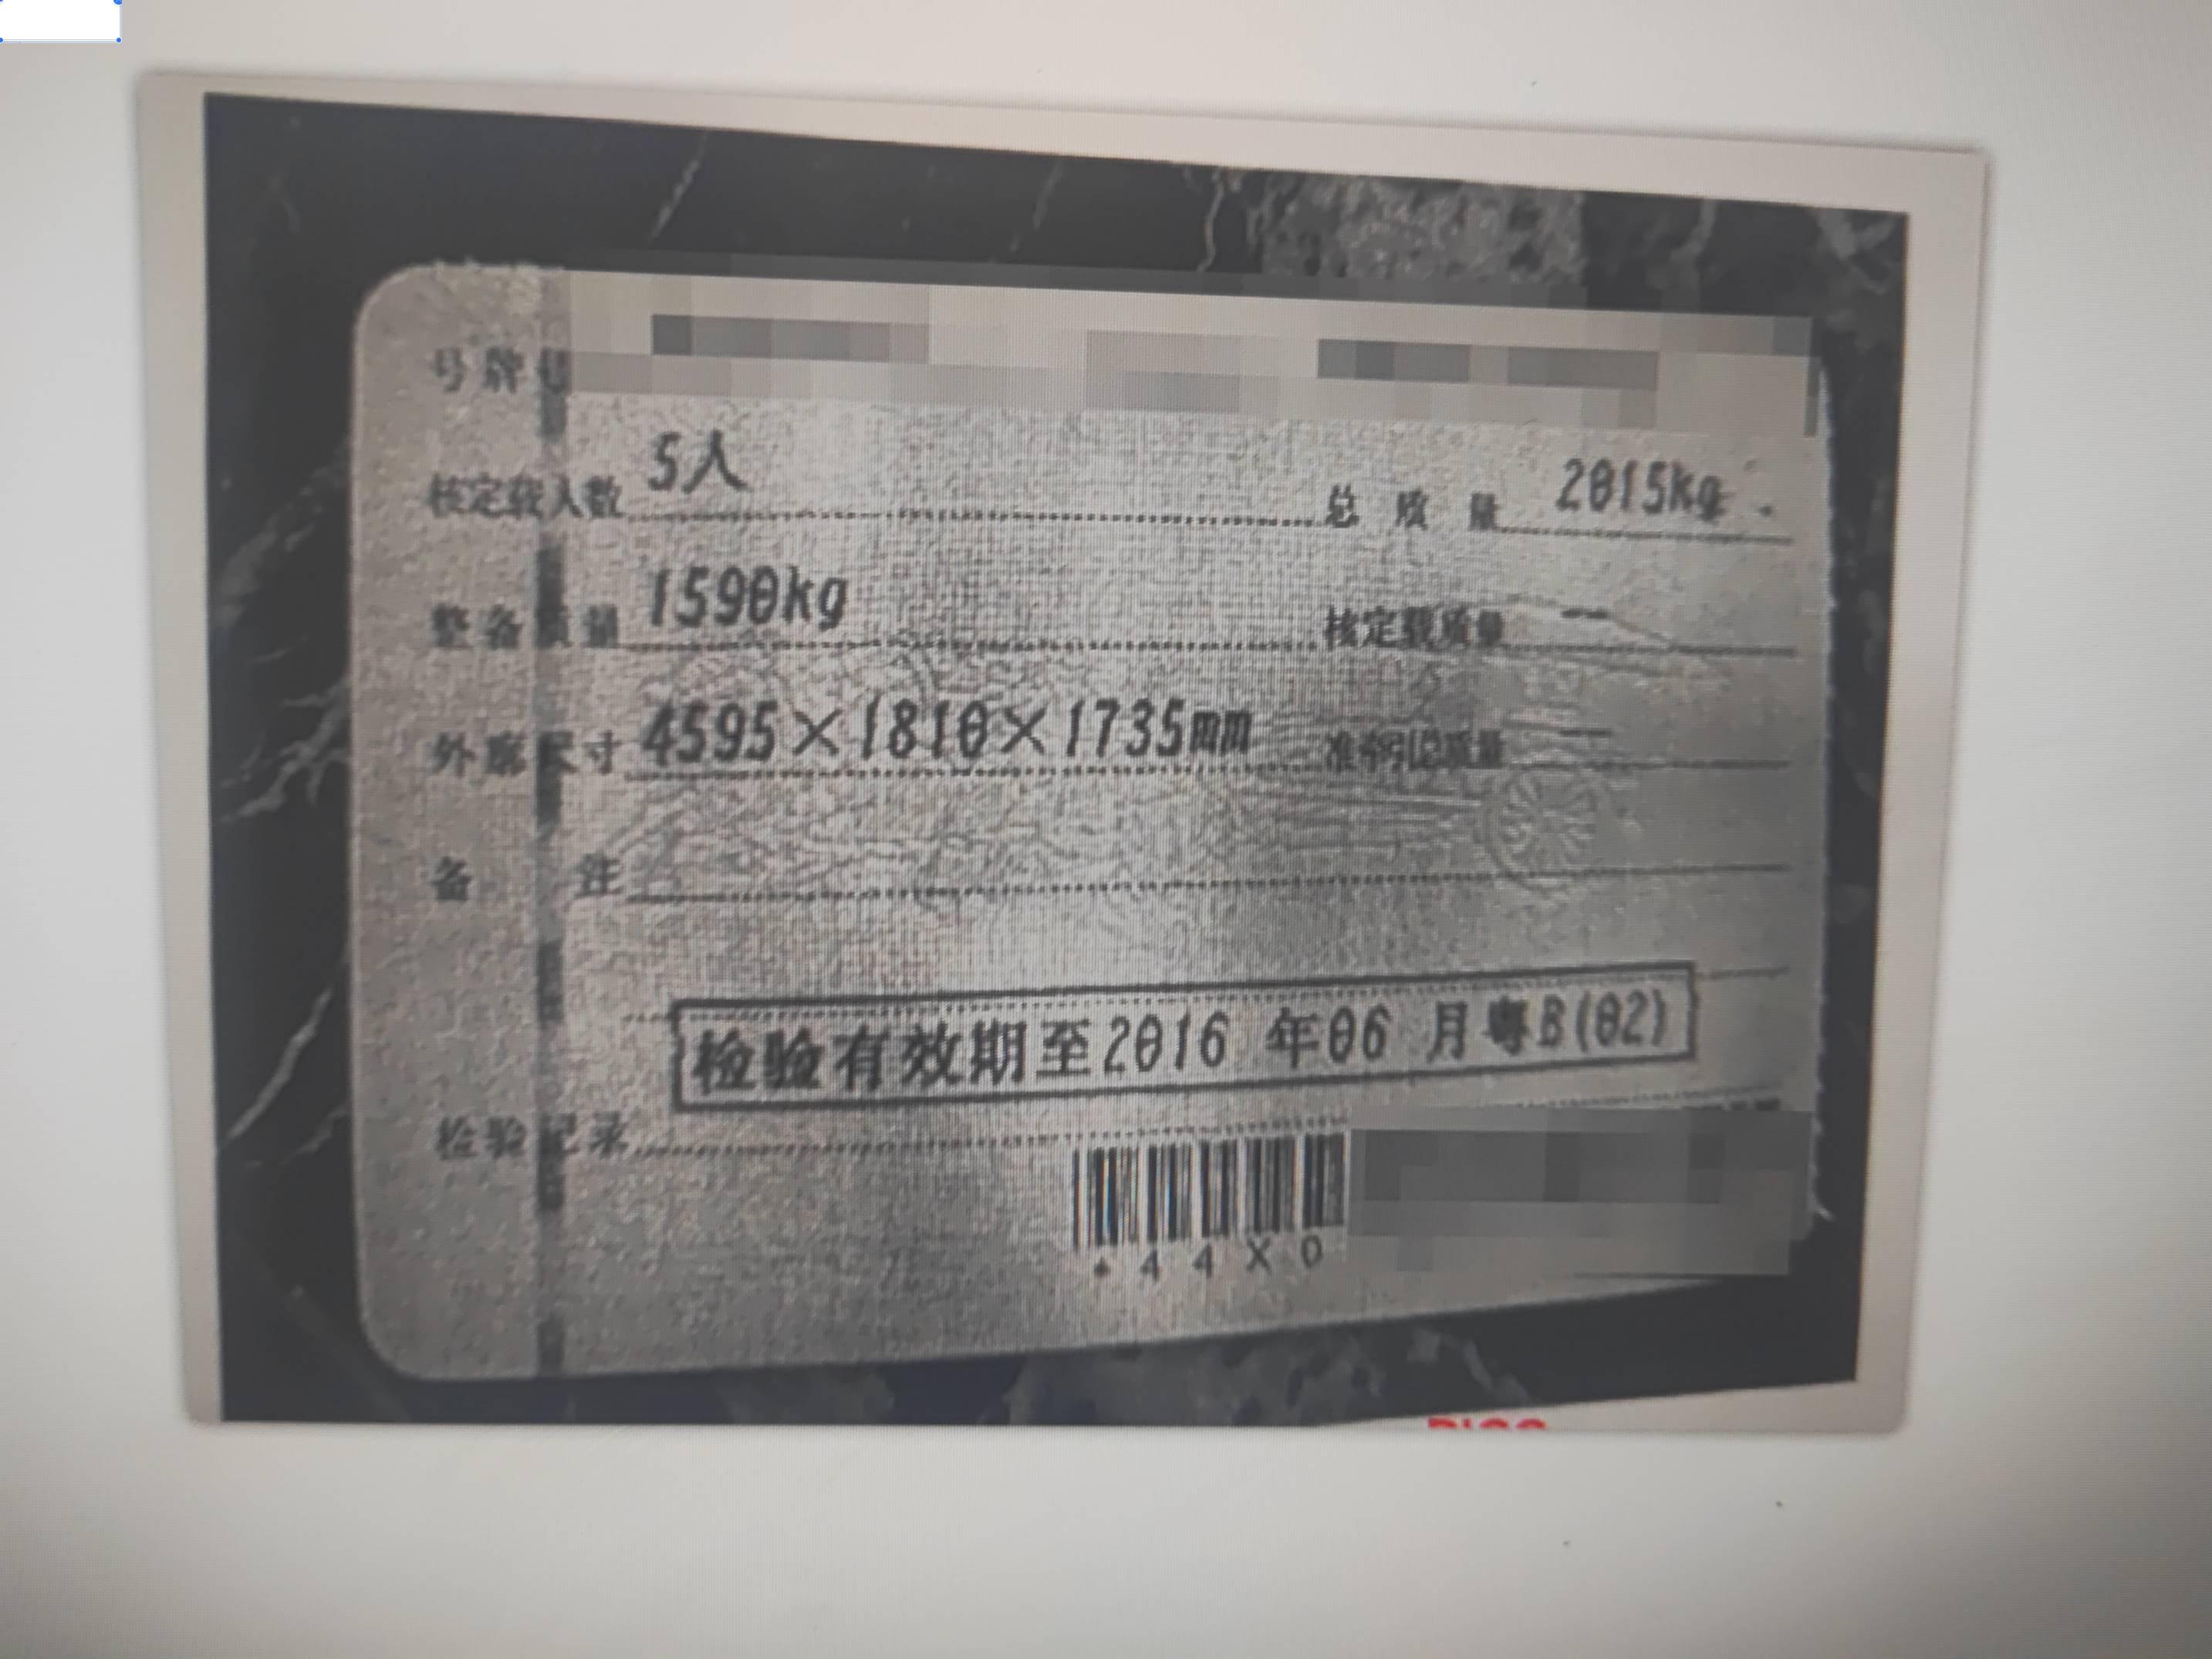 号牌号
核定载人数 5人 总质量 2015kg
整备质量 1590kg 核定载质量 --
外廓尺寸 4595×1810×1735mm 准牵引总质量 --
备注
检验有效期至2016 年06 月粤B(02)
检验记录
*44X0